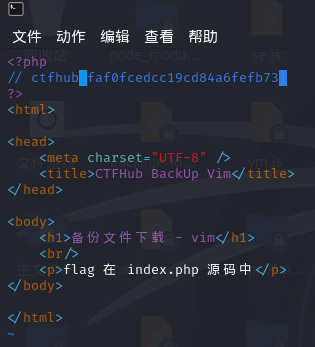 文件 动作 编辑 查看 帮助
<?php
// ctfhub{faf0fcedcc19cd84a6fefb73}
?>
<html>
<head>
<meta charset="UTF-8" />
<title>CTFHub BackUp Vim</title>
</head>
<body>
<h1>备份文件下载 - vim</h1>
<br/>
<p>flag 在 index.php 源码中</p>
</body>
</html>
~